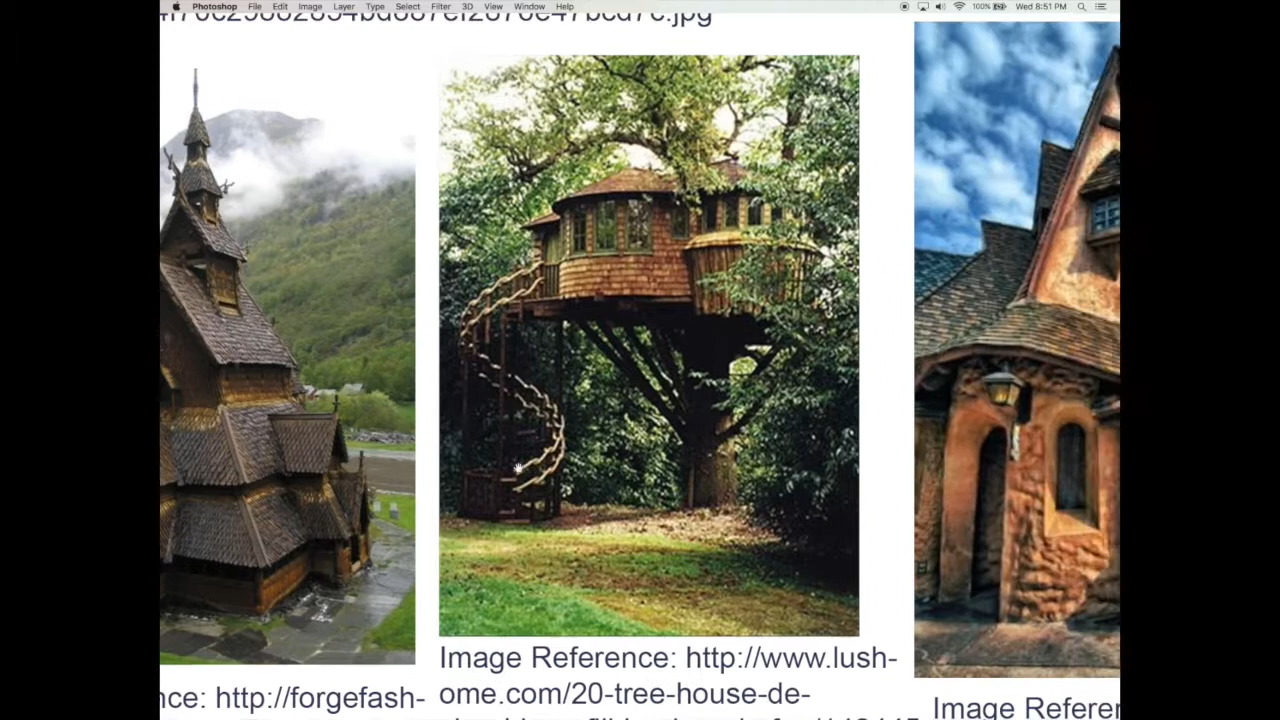 Photoshop File Edit Image Layer Type Select Filter 3D View Window Help 100% Wed 8:51 PM
Image Reference: http://www.lush-
ome.com/20-tree-house-de-
nce: http://forgefash-
Image Referen